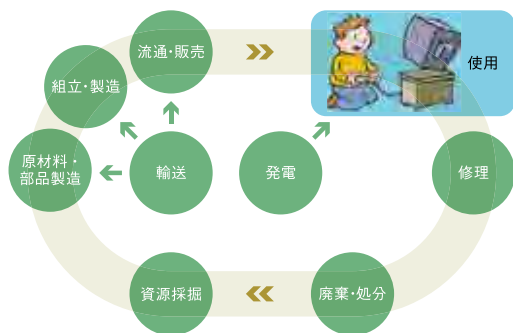 流通・販売
使用
組立・製造
原材料・
部品製造
輸送
発電
修理
資源採掘
廃棄・処分